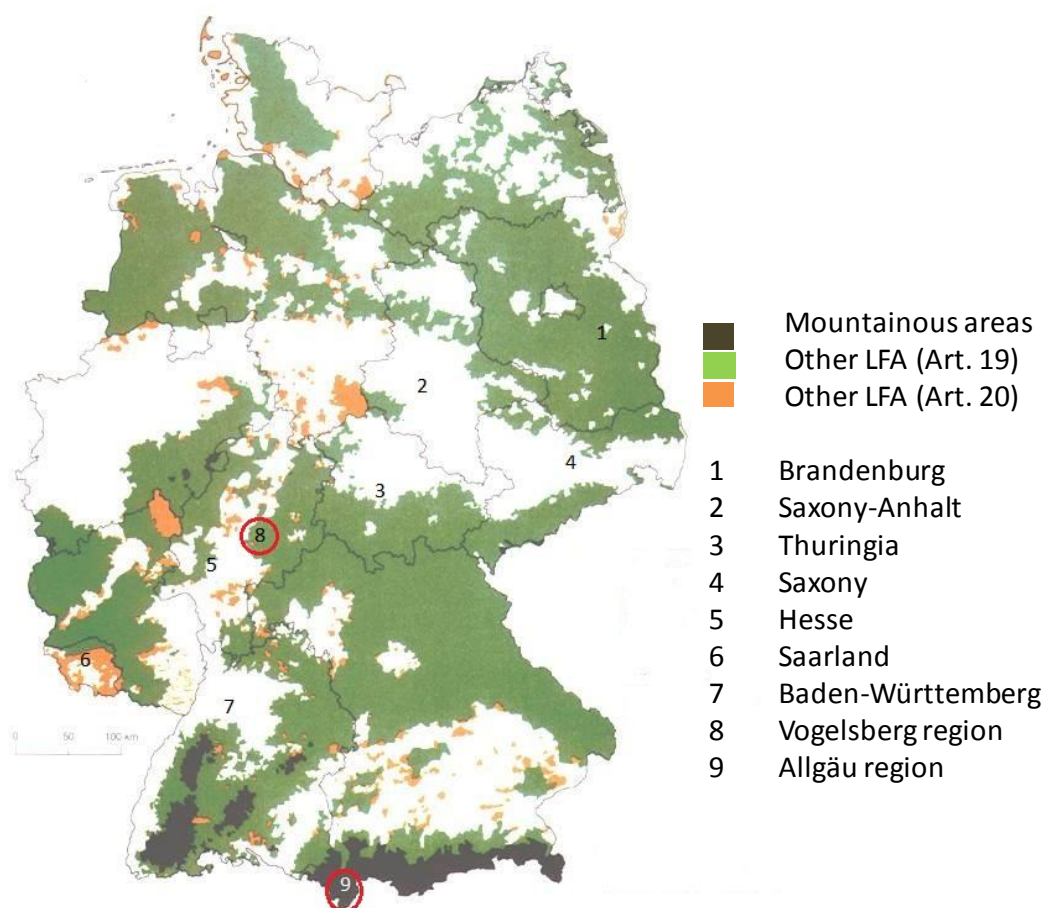 1
2
4
3
8
5
6
7
0 50 100 km
9
Mountainous areas
Other LFA (Art. 19)
Other LFA (Art. 20)
1 Brandenburg
2 Saxony-Anhalt
3 Thuringia
4 Saxony
5 Hesse
6 Saarland
7 Baden-Württemberg
8 Vogelsberg region
9 Allgäu region